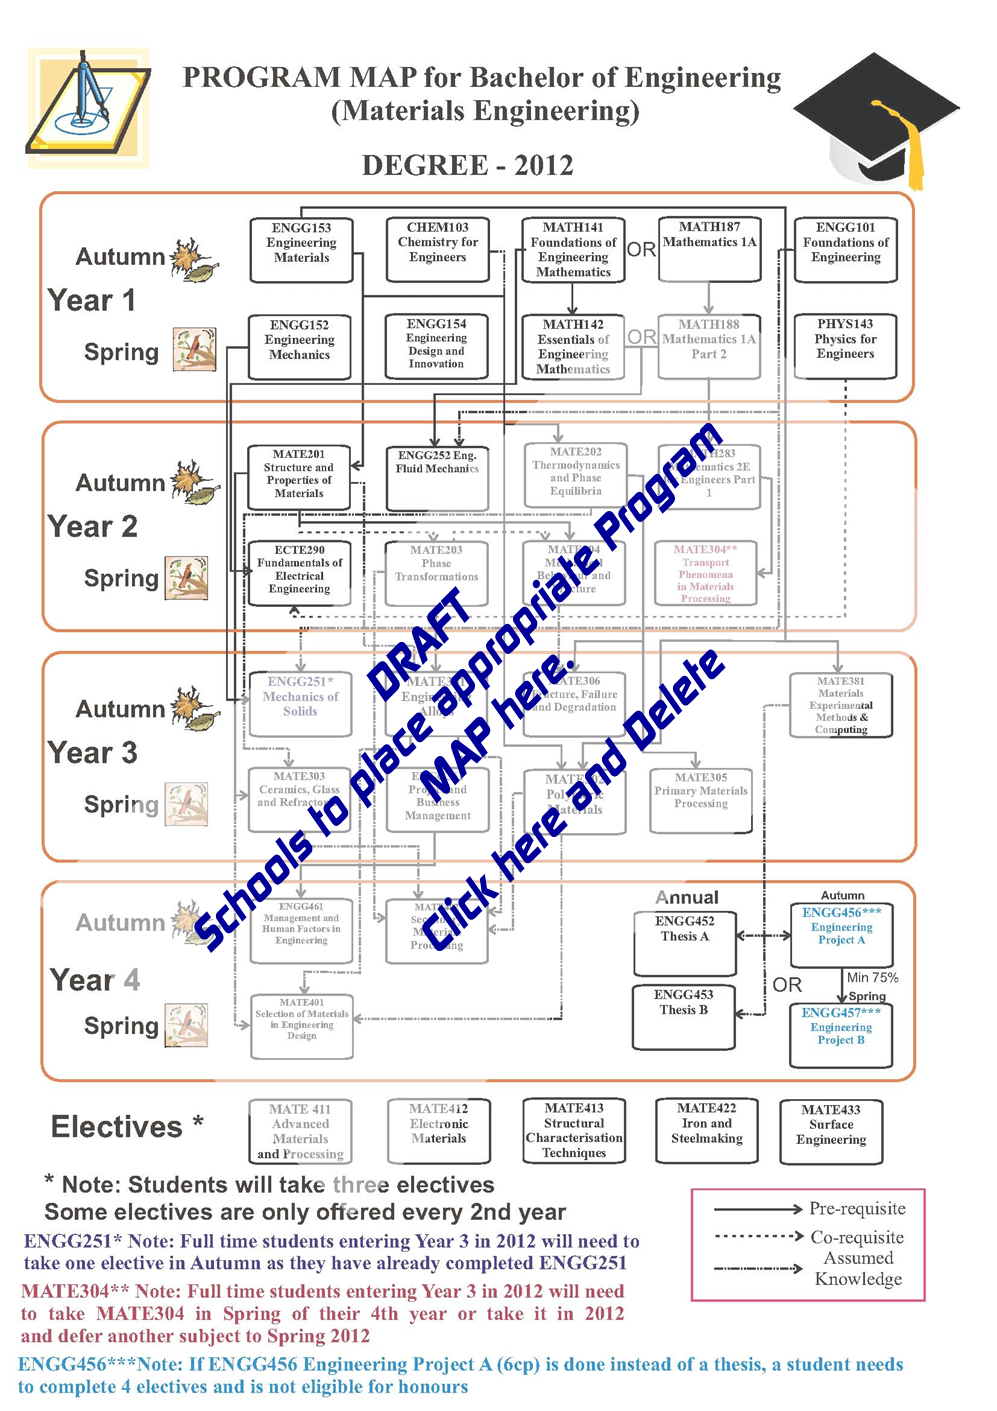 PROGRAM MAP for Bachelor of Engineering
(Materials Engineering)
DEGREE - 2012
Autumn
Year 1
Spring
ENGG153
Engineering
Materials
CHEM103
Chemistry for
Engineers
MATH141
Foundations of
Engineering
Mathematics
OR
MATH187
Mathematics 1A
ENGG101
Foundations of
Engineering
ENGG152
Engineering
Mechanics
ENGG154
Engineering
Design and
Innovation
MATH142
Essentials of
Engineering
Mathematics
OR
MATH188
Mathematics 1A
Part 2
PHYS143
Physics for
Engineers
Autumn
Year 2
Spring
MATE201
Structure and
Properties of
Materials
ENGG252 Eng.
Fluid Mechanics
MATE202
Thermodynamics
and Phase
Equilibria
Mathematics 2E
Engineers Part
1
ECTE290
Fundamentals of
Electrical
Engineering
MATE203
Phase
Transformations
and
MATE304**
Transport
Phenomena
in Materials
Processing
Autumn
Year 3
Spring
ENGG251*
Mechanics of
Solids
Alloys
MATE306
Fracture, Failure
and Degradation
MATE381
Materials
Experimental
Methods &
Computing
MATE303
Ceramics, Glass
and Refractories
and
Business
Management
Materials
MATE305
Primary Materials
Processing
Autumn
Year 4
Spring
ENGG461
Management and
Human Factors in
Engineering
Processing
MATE401
Selection of Materials
in Engineering
Design
Annual
ENGG452
Thesis A
ENGG453
Thesis B
OR
Autumn
ENGG456***
Engineering
Project A
Min 75%
Spring
ENGG457***
Engineering
Project B
DRAFT
Schools to place appropriate Program
MAP here.
Click here and Delete
Electives *
MATE 411
Advanced
Materials
and Processing
MATE412
Electronic
Materials
MATE413
Structural
Characterisation
Techniques
MATE422
Iron and
Steelmaking
MATE433
Surface
Engineering
* Note: Students will take three electives
Some electives are only offered every 2nd year
ENGG251* Note: Full time students entering Year 3 in 2012 will need to
take one elective in Autumn as they have already completed ENGG251
MATE304** Note: Full time students entering Year 3 in 2012 will need
to take MATE304 in Spring of their 4th year or take it in 2012
and defer another subject to Spring 2012
ENGG456***Note: If ENGG456 Engineering Project A (6cp) is done instead of a thesis, a student needs
to complete 4 electives and is not eligible for honours
Pre-requisite
Co-requisite
Assumed
Knowledge